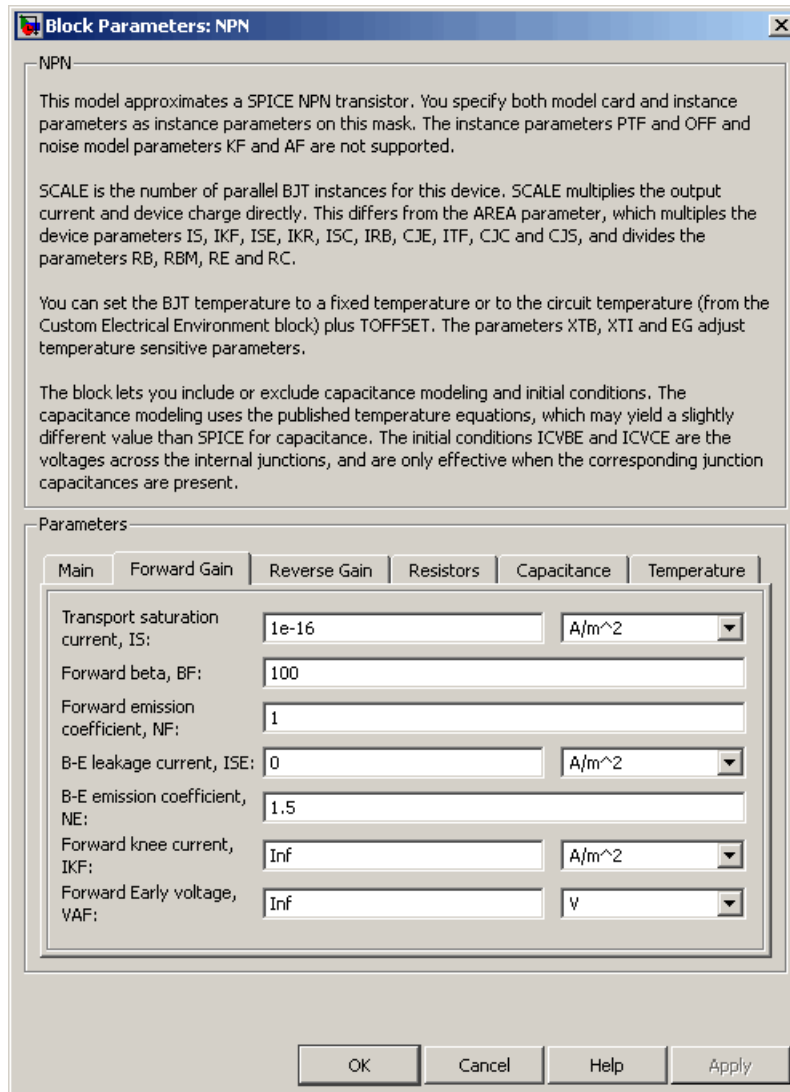 Block Parameters: NPN
NPN
This model approximates a SPICE NPN transistor. You specify both model card and instance
parameters as instance parameters on this mask. The instance parameters PTF and OFF and
noise model parameters KF and AF are not supported.
SCALE is the number of parallel BJT instances for this device. SCALE multiplies the output
current and device charge directly. This differs from the AREA parameter, which multiples the
device parameters IS, IKF, ISE, IKR, ISC, IRB, CJE, ITF, CJC and CJS, and divides the
parameters RB, RBM, RE and RC.
You can set the BJT temperature to a fixed temperature or to the circuit temperature (from the
Custom Electrical Environment block) plus TOFFSET. The parameters XTB, XTI and EG adjust
temperature sensitive parameters.
The block lets you include or exclude capacitance modeling and initial conditions. The
capacitance modeling uses the published temperature equations, which may yield a slightly
different value than SPICE for capacitance. The initial conditions ICVBE and ICVCE are the
voltages across the internal junctions, and are only effective when the corresponding junction
capacitances are present.
Parameters
Main Forward Gain Reverse Gain Resistors Capacitance Temperature
Transport saturation
current, IS: 1e-16 A/m^2
Forward beta, BF: 100
Forward emission
coefficient, NF: 1
B-E leakage current, ISE: 0 A/m^2
B-E emission coefficient,
NE: 1.5
Forward knee current,
IKF: Inf A/m^2
Forward Early voltage,
VAF: Inf V
OK Cancel Help Apply